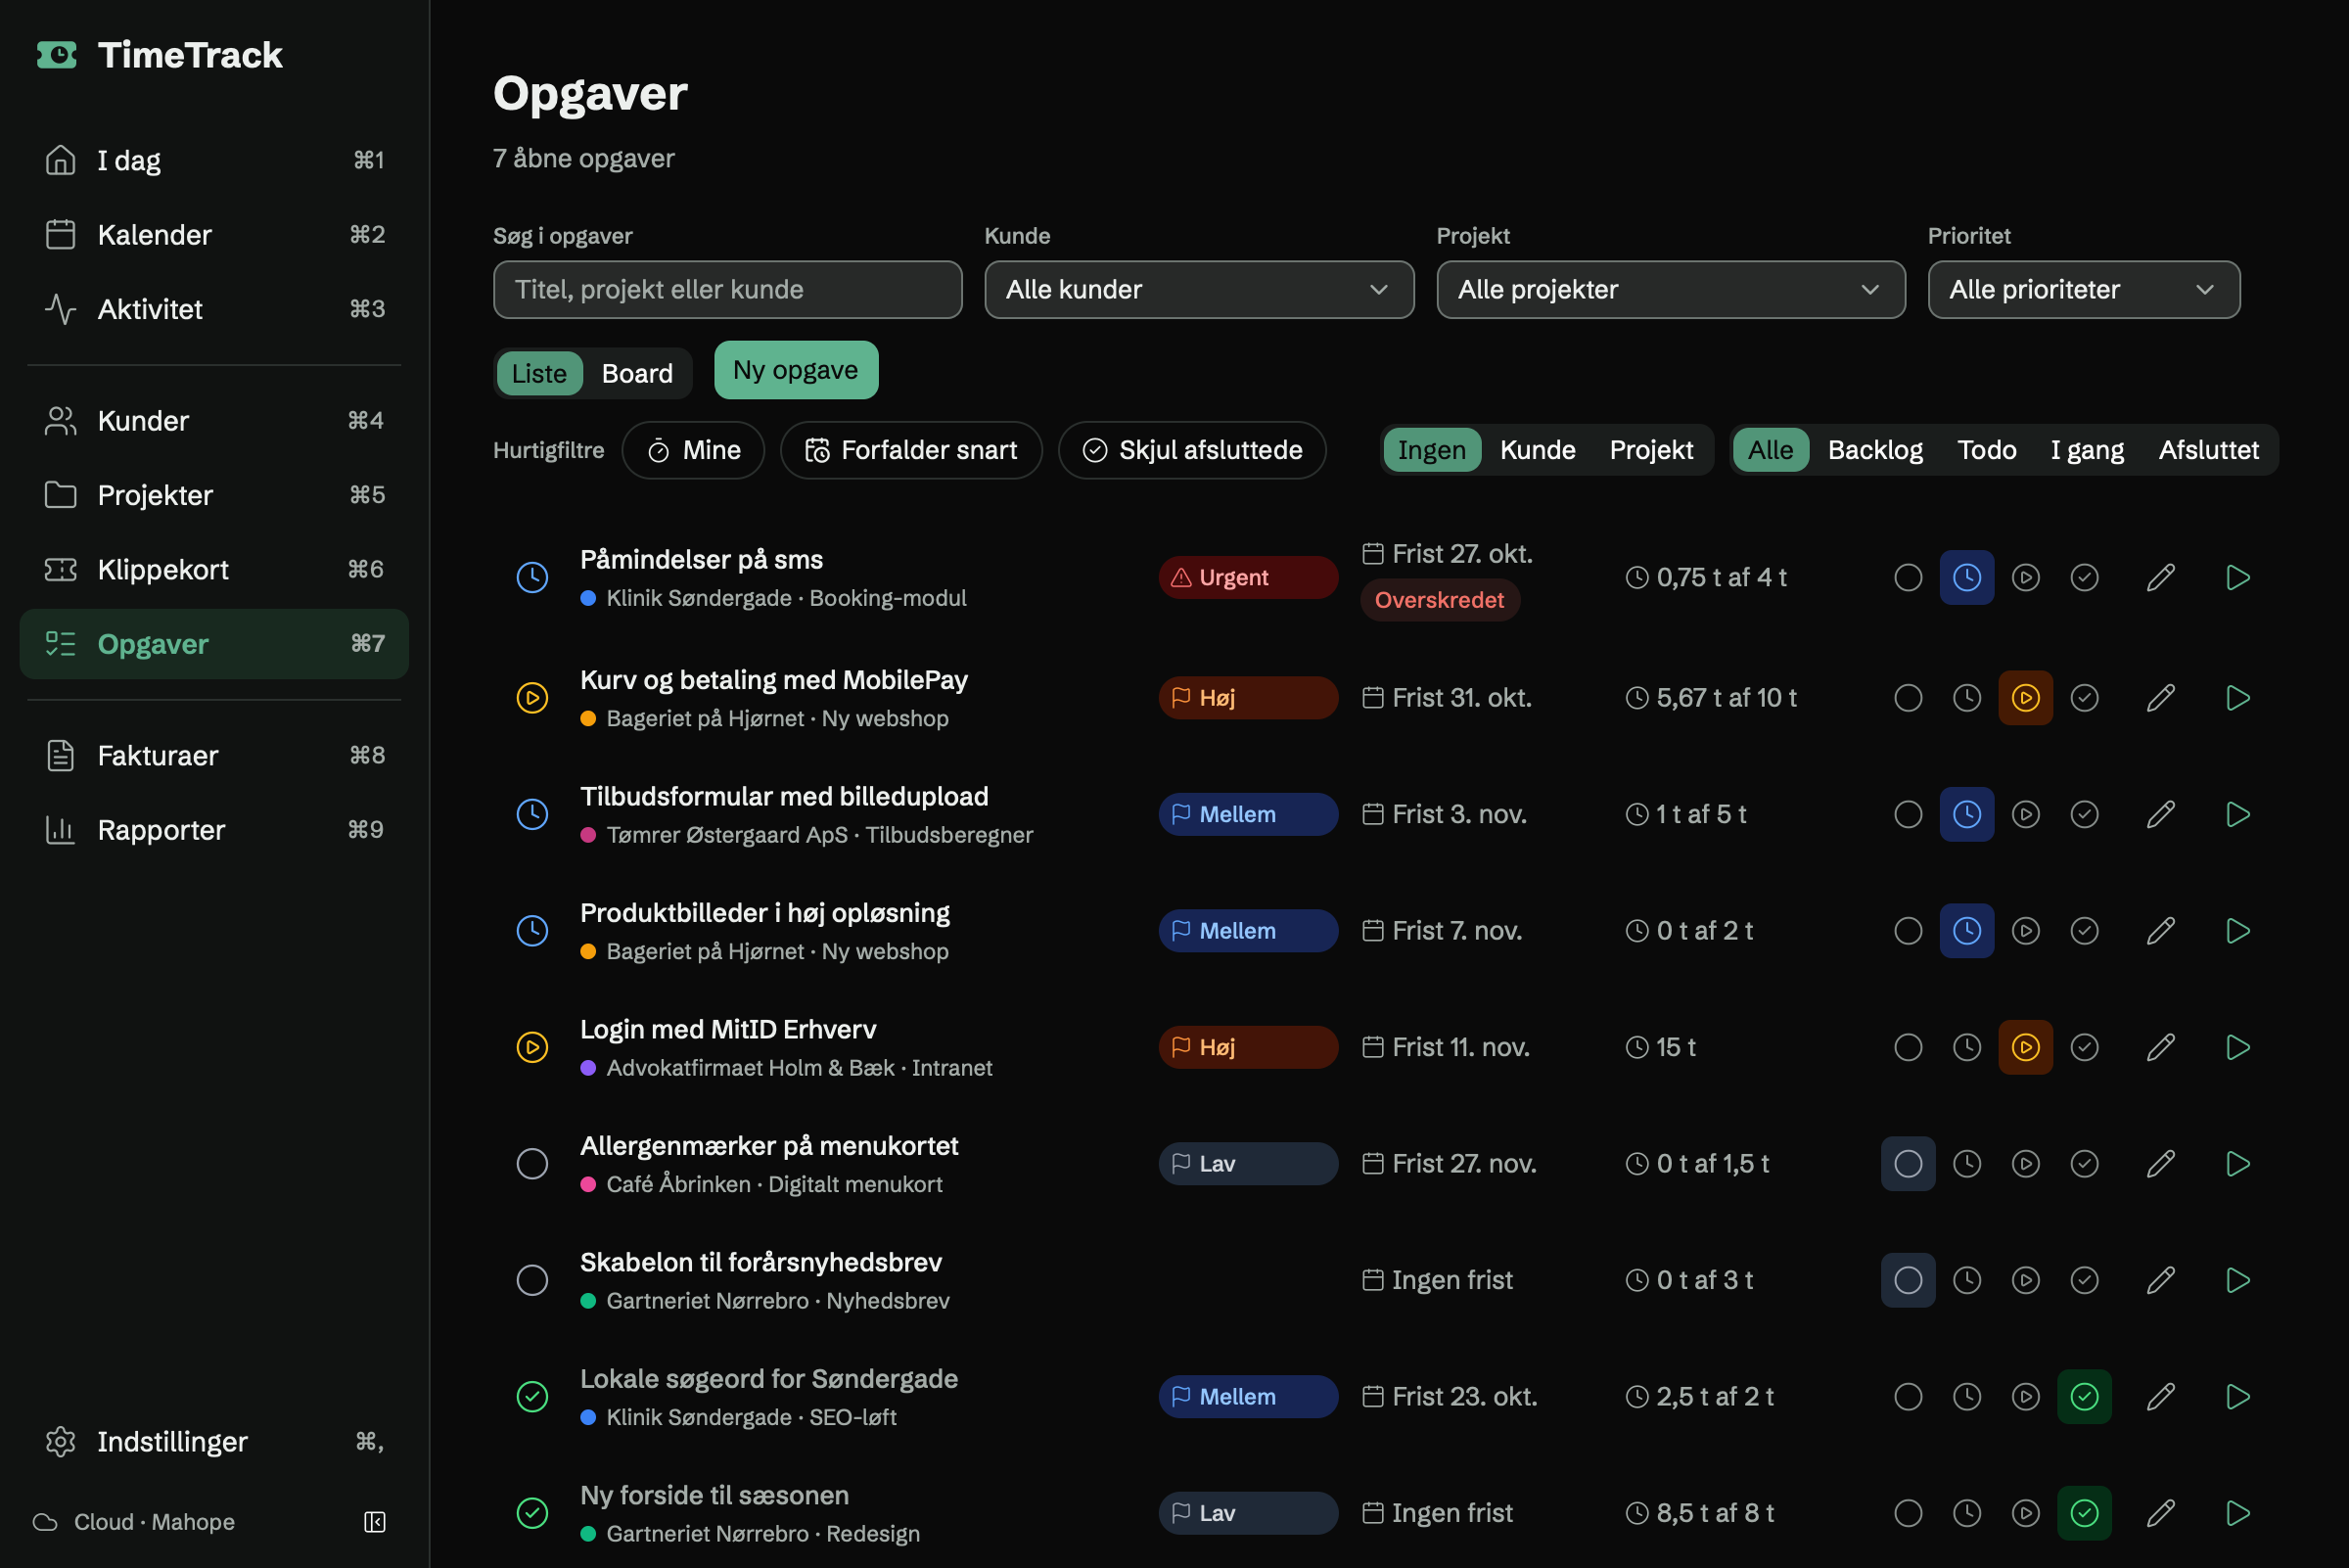 TimeTrack
I dag ⌘1
Kalender ⌘2
Aktivitet ⌘3
Kunder ⌘4
Projekter ⌘5
Klippekort ⌘6
Opgaver ⌘7
Fakturaer ⌘8
Rapporter ⌘9
Indstillinger ⌘,
Cloud · Mahope
Opgaver
7 åbne opgaver
Søg i opgaver Kunde Projekt Prioritet
Titel, projekt eller kunde Alle kunder Alle projekter Alle prioriteter
Liste Board Ny opgave
Hurtigfiltre Mine Forfalder snart Skjul afsluttede Ingen Kunde Projekt Alle Backlog Todo I gang Afsluttet
Påmindelser på sms
Klinik Søndergade · Booking-modul
Urgent
Frist 27. okt.
Overskredet
0,75 t af 4 t
Kurv og betaling med MobilePay
Bageriet på Hjørnet · Ny webshop
Høj
Frist 31. okt.
5,67 t af 10 t
Tilbudsformular med billedupload
Tømrer Østergaard ApS · Tilbudsberegner
Mellem
Frist 3. nov.
1 t af 5 t
Produktbilleder i høj opløsning
Bageriet på Hjørnet · Ny webshop
Mellem
Frist 7. nov.
0 t af 2 t
Login med MitID Erhverv
Advokatfirmaet Holm & Bæk · Intranet
Høj
Frist 11. nov.
15 t
Allergenmærker på menukortet
Café Åbrinken · Digitalt menukort
Lav
Frist 27. nov.
0 t af 1,5 t
Skabelon til forårsnyhedsbrev
Gartneriet Nørrebro · Nyhedsbrev
Ingen frist
0 t af 3 t
Lokale søgeord for Søndergade
Klinik Søndergade · SEO-løft
Mellem
Frist 23. okt.
2,5 t af 2 t
Ny forside til sæsonen
Gartneriet Nørrebro · Redesign
Lav
Ingen frist
8,5 t af 8 t